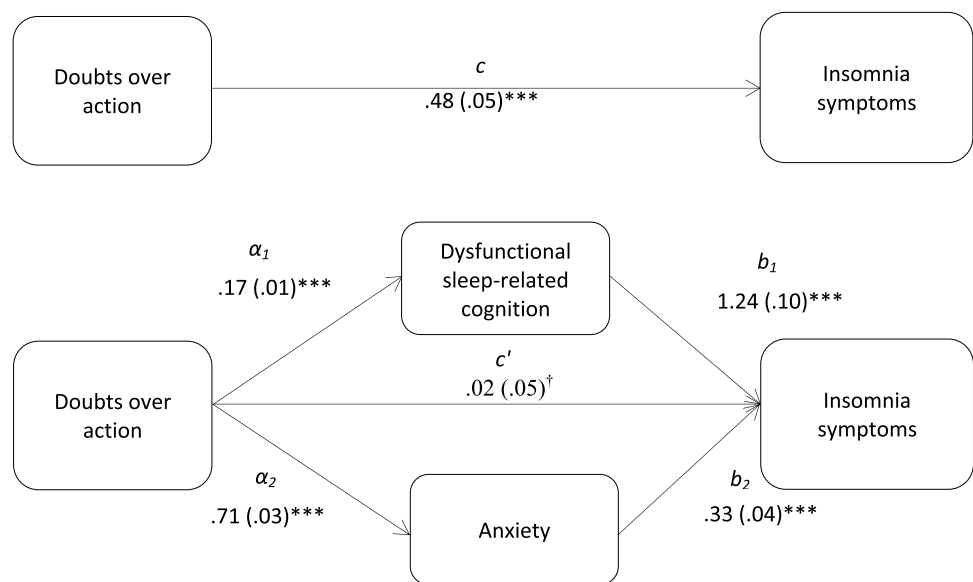 Doubts over
action
c
.48 (.05)***
Insomnia
symptoms
α1
.17 (.01)***
Dysfunctional
sleep-related
cognition
b1
1.24 (.10)***
Doubts over
action
c'
.02 (.05)†
Insomnia
symptoms
α2
.71 (.03)***
Anxiety
b2
.33 (.04)***